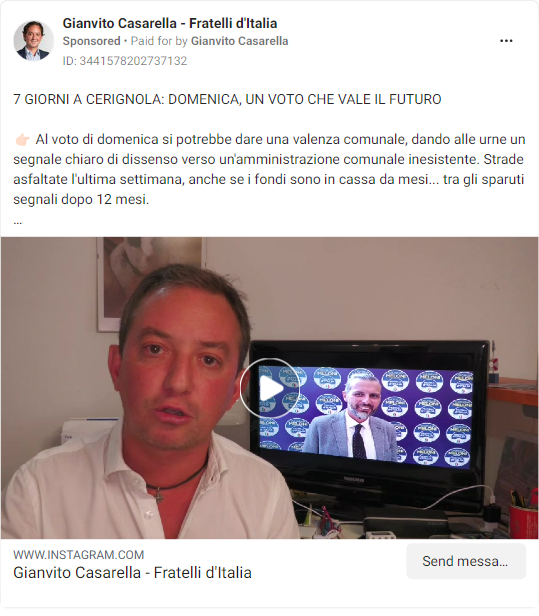 Gianvito Casarella - Fratelli d'Italia
Sponsored • Paid for by Gianvito Casarella
ID: 3441578202737132
7 GIORNI A CERIGNOLA: DOMENICA, UN VOTO CHE VALE IL FUTURO
👉🏻 Al voto di domenica si potrebbe dare una valenza comunale, dando alle urne un
segnale chiaro di dissenso verso un'amministrazione comunale inesistente. Strade
asfaltate l'ultima settimana, anche se i fondi sono in cassa da mesi... tra gli sparuti
segnali dopo 12 mesi.
...
MELONI
WWW.INSTAGRAM.COM
Gianvito Casarella - Fratelli d'Italia
Send messa...